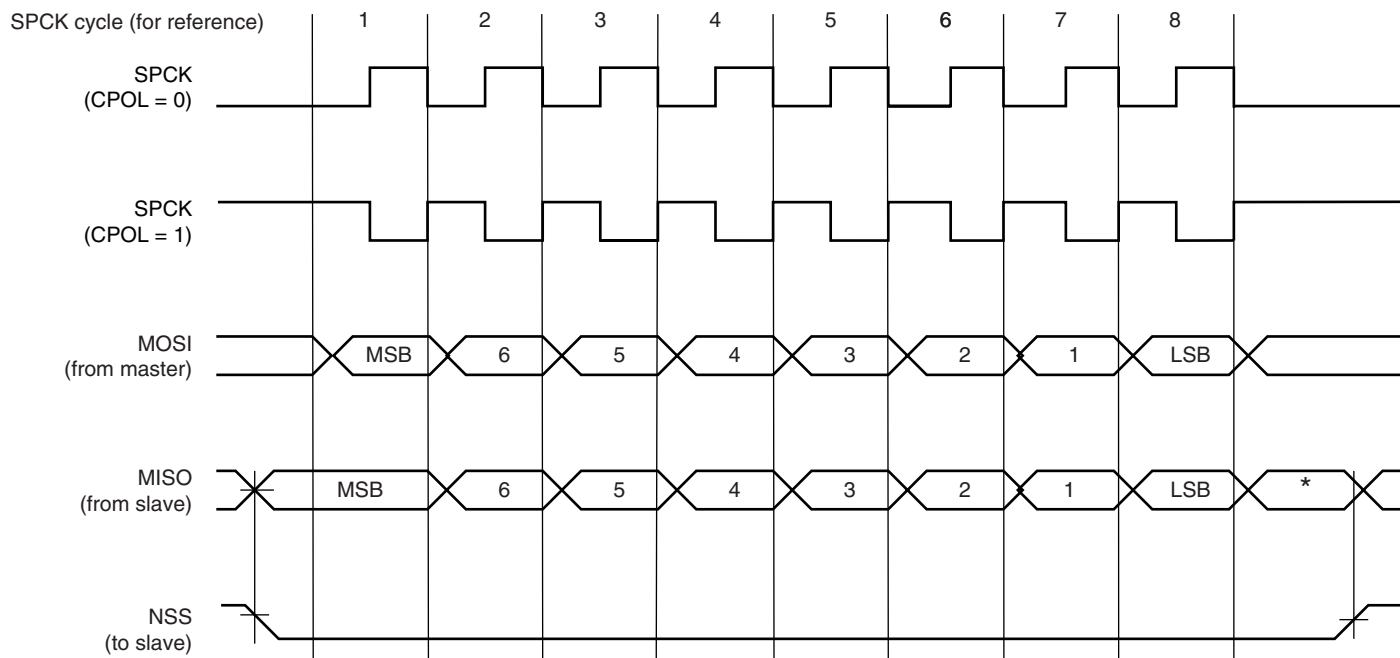 SPCK cycle (for reference) 1 2 3 4 5 6 7 8
SPCK
(CPOL = 0)
SPCK
(CPOL = 1)
MOSI
(from master)
MSB 6 5 4 3 2 1 LSB
MISO
(from slave)
MSB 6 5 4 3 2 1 LSB *
NSS
(to slave)